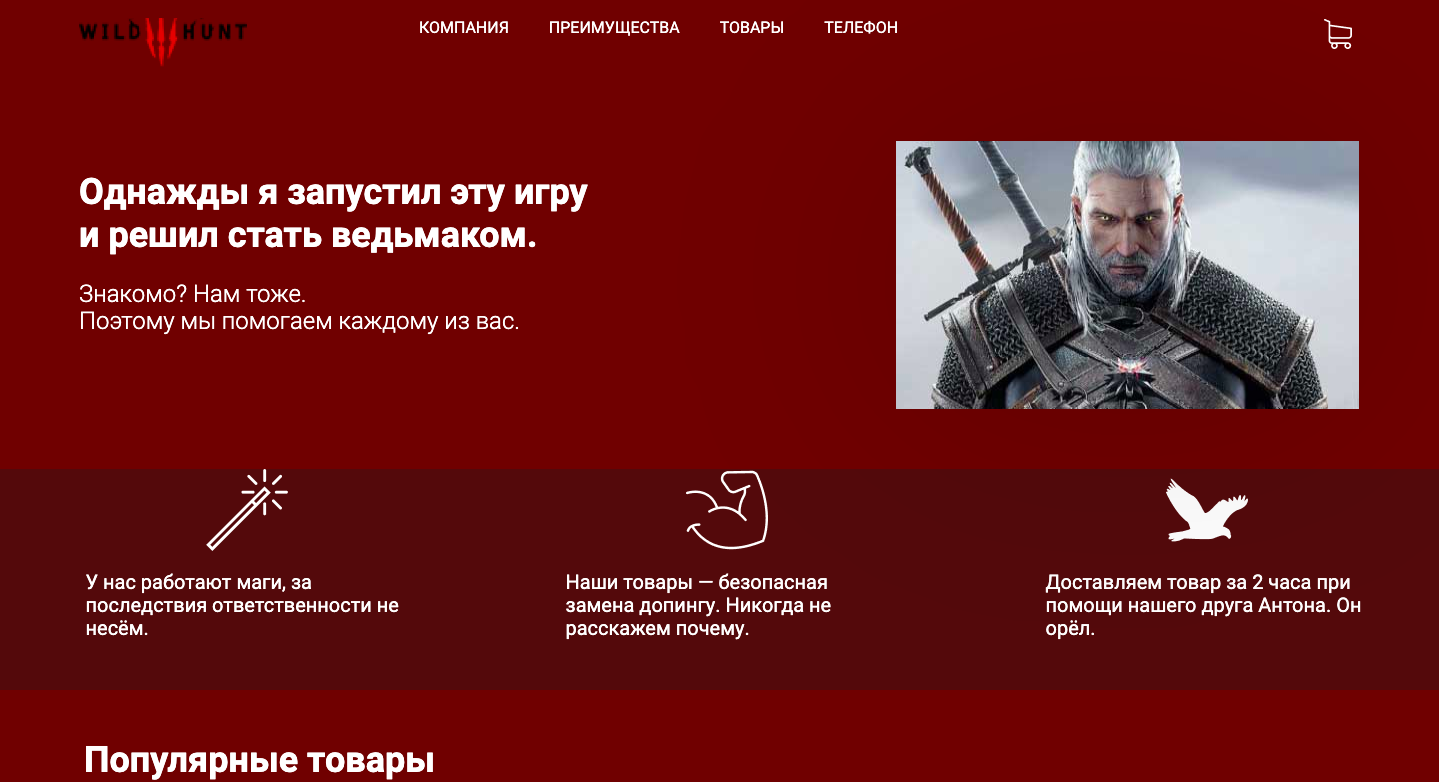 WILD HUNT
КОМПАНИЯ ПРЕИМУЩЕСТВА ТОВАРЫ ТЕЛЕФОН
Однажды я запустил эту игру
и решил стать ведьмаком.
Знакомо? Нам тоже.
Поэтому мы помогаем каждому из вас.
У нас работают маги, за
последствия ответственности не
несём.
Наши товары — безопасная
замена допингу. Никогда не
расскажем почему.
Доставляем товар за 2 часа при
помощи нашего друга Антона. Он
орёл.
Популярные товары